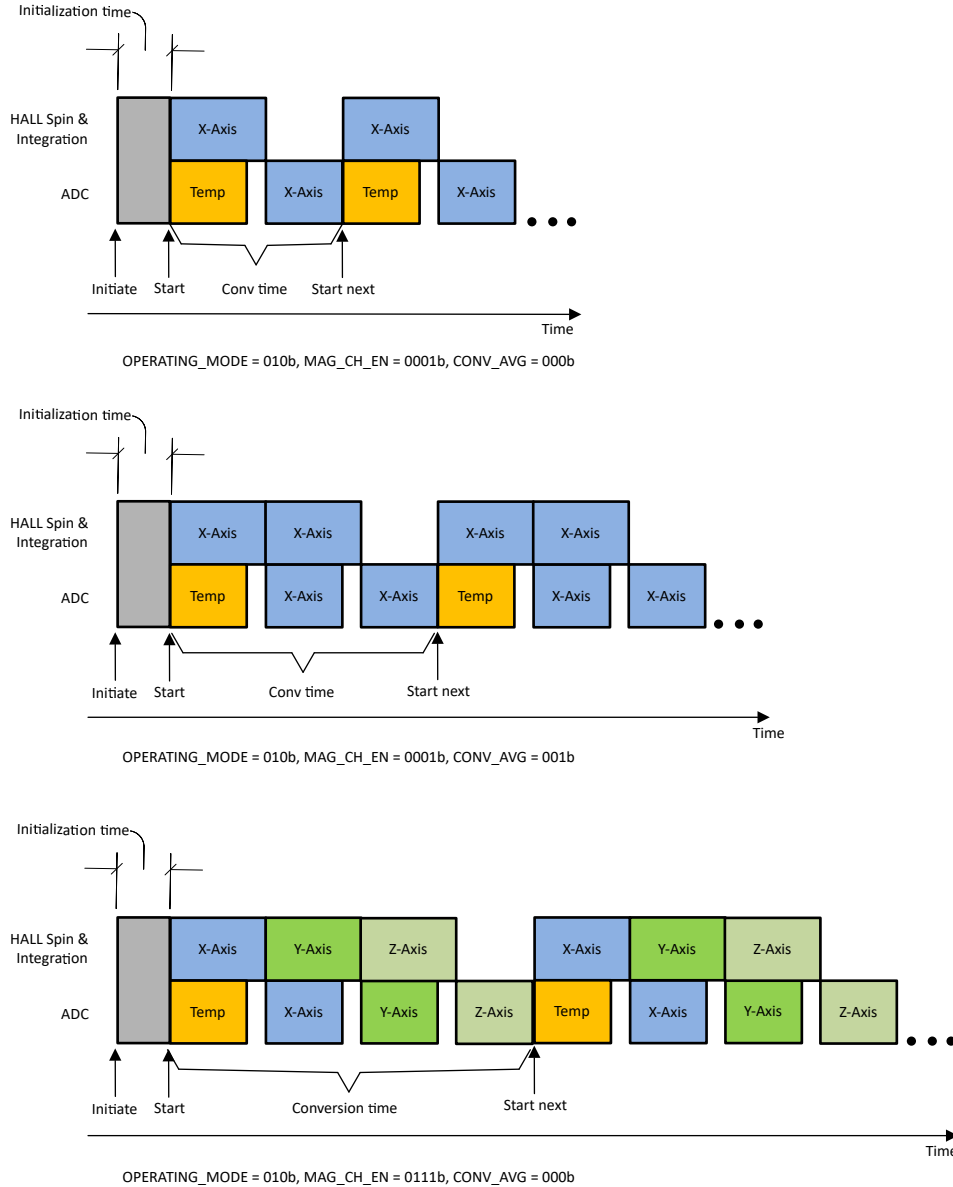 Initialization time
HALL Spin &
Integration
X-Axis
X-Axis
ADC
Temp
X-Axis
Temp
X-Axis
Initiate
Start
Conv time
Start next
Time
OPERATING_MODE = 010b, MAG_CH_EN = 0001b, CONV_AVG = 000b
Initialization time
HALL Spin &
Integration
X-Axis
X-Axis
X-Axis
X-Axis
ADC
Temp
X-Axis
X-Axis
Temp
X-Axis
X-Axis
Initiate
Start
Conv time
Start next
Time
OPERATING_MODE = 010b, MAG_CH_EN = 0001b, CONV_AVG = 001b
Initialization time
HALL Spin &
Integration
X-Axis
Y-Axis
Z-Axis
X-Axis
Y-Axis
Z-Axis
ADC
Temp
X-Axis
Y-Axis
Z-Axis
Temp
X-Axis
Y-Axis
Z-Axis
Initiate
Start
Conversion time
Start next
Time
OPERATING_MODE = 010b, MAG_CH_EN = 0111b, CONV_AVG = 000b